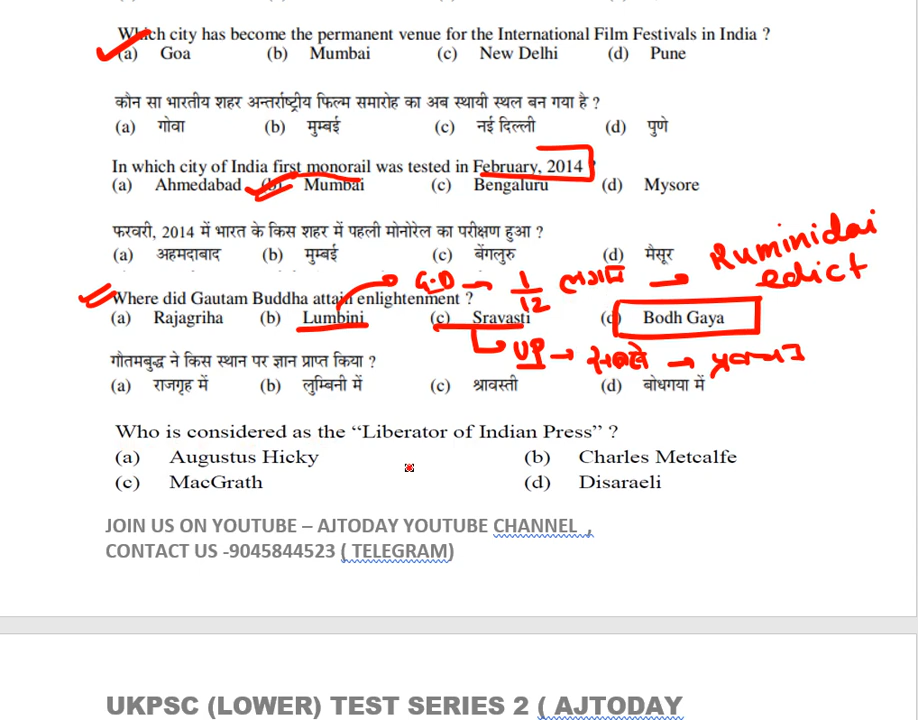 Which city has become the permanent venue for the International Film Festivals in India ?
(a) Goa (b) Mumbai (c) New Delhi (d) Pune
कौन सा भारतीय शहर अन्तर्राष्ट्रीय फिल्म समारोह का अब स्थायी स्थल बन गया है ?
(a) गोवा (b) मुम्बई (c) नई दिल्ली (d) पुणे
In which city of India first monorail was tested in February, 2014 ?
(a) Ahmedabad (b) Mumbai (c) Bengaluru (d) Mysore
फरवरी, 2014 में भारत के किस शहर में पहली मोनोरेल का परीक्षण हुआ ?
(a) अहमदाबाद (b) मुम्बई (c) बेंगलुरु (d) मैसूर
Ruminidai
edict
G.D 1/12
Where did Gautam Buddha attain enlightenment ?
(a) Rajagriha (b) Lumbini (c) Sravasti (d) Bodh Gaya
UP
गौतमबुद्ध ने किस स्थान पर ज्ञान प्राप्त किया ?
(a) राजगृह में (b) लुम्बिनी में (c) श्रावस्ती (d) बोधगया में
Who is considered as the “Liberator of Indian Press” ?
(a) Augustus Hicky (b) Charles Metcalfe
(c) MacGrath (d) Disaraeli
JOIN US ON YOUTUBE – AJTODAY YOUTUBE CHANNEL ,
CONTACT US -9045844523 ( TELEGRAM)
UKPSC (LOWER) TEST SERIES 2 ( AJTODAY